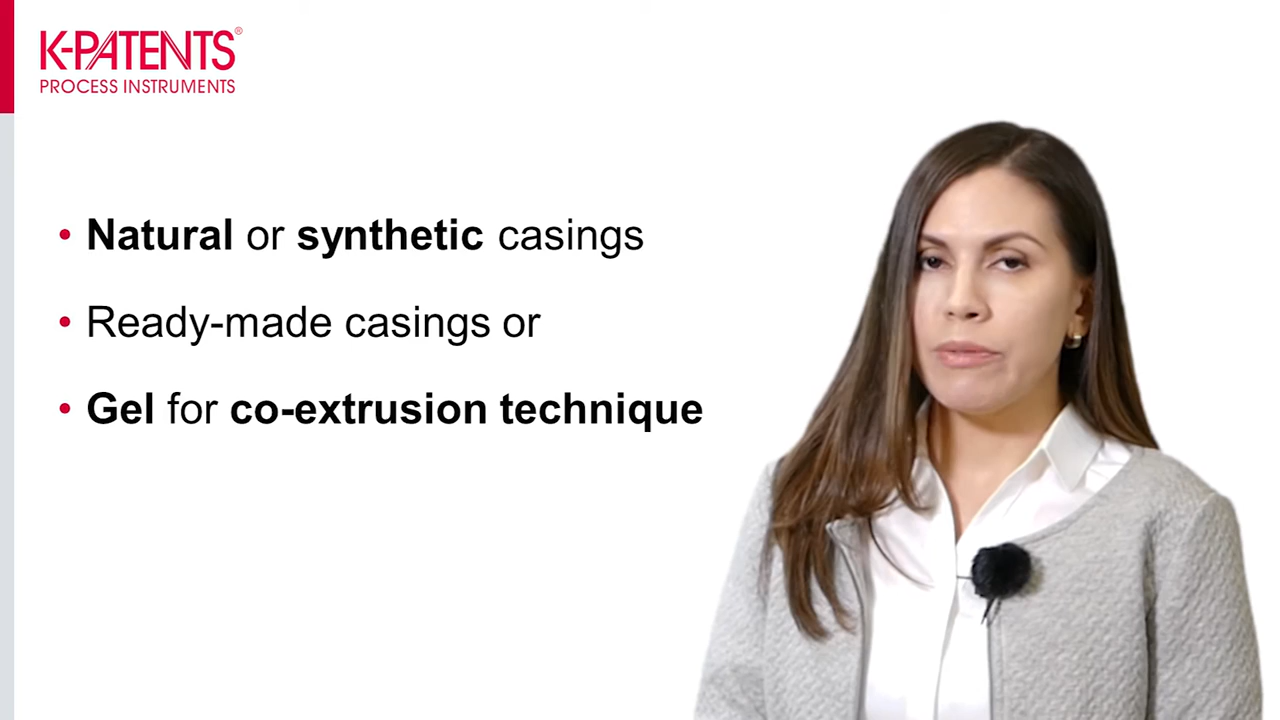 K-PATENTS®
PROCESS INSTRUMENTS
• Natural or synthetic casings
• Ready-made casings or
• Gel for co-extrusion technique